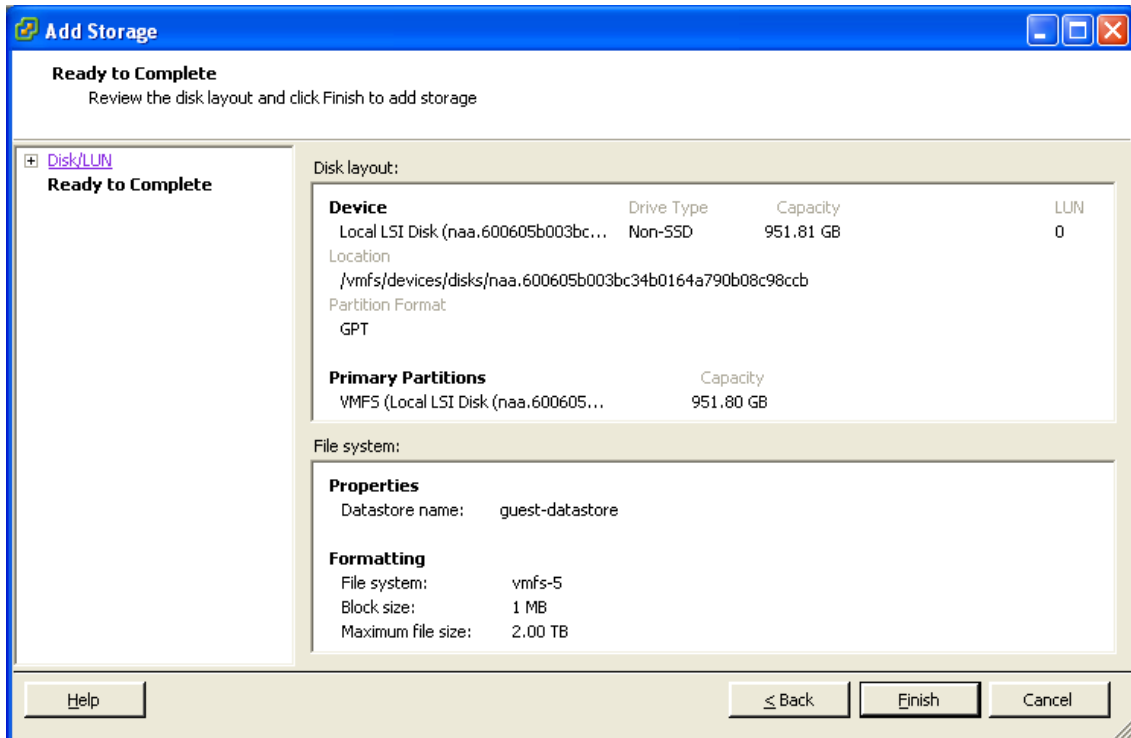 Add Storage
Ready to Complete
Review the disk layout and click Finish to add storage
Disk/LUN
Ready to Complete
Disk layout:
Device Drive Type Capacity LUN
Local LSI Disk (naa.600605b003bc... Non-SSD 951.81 GB 0
Location
/vmfs/devices/disks/naa.600605b003bc34b0164a790b08c98ccb
Partition Format
GPT
Primary Partitions Capacity
VMFS (Local LSI Disk (naa.600605... 951.80 GB
File system:
Properties
Datastore name: guest-datastore
Formatting
File system: vmfs-5
Block size: 1 MB
Maximum file size: 2.00 TB
Help < Back Finish Cancel